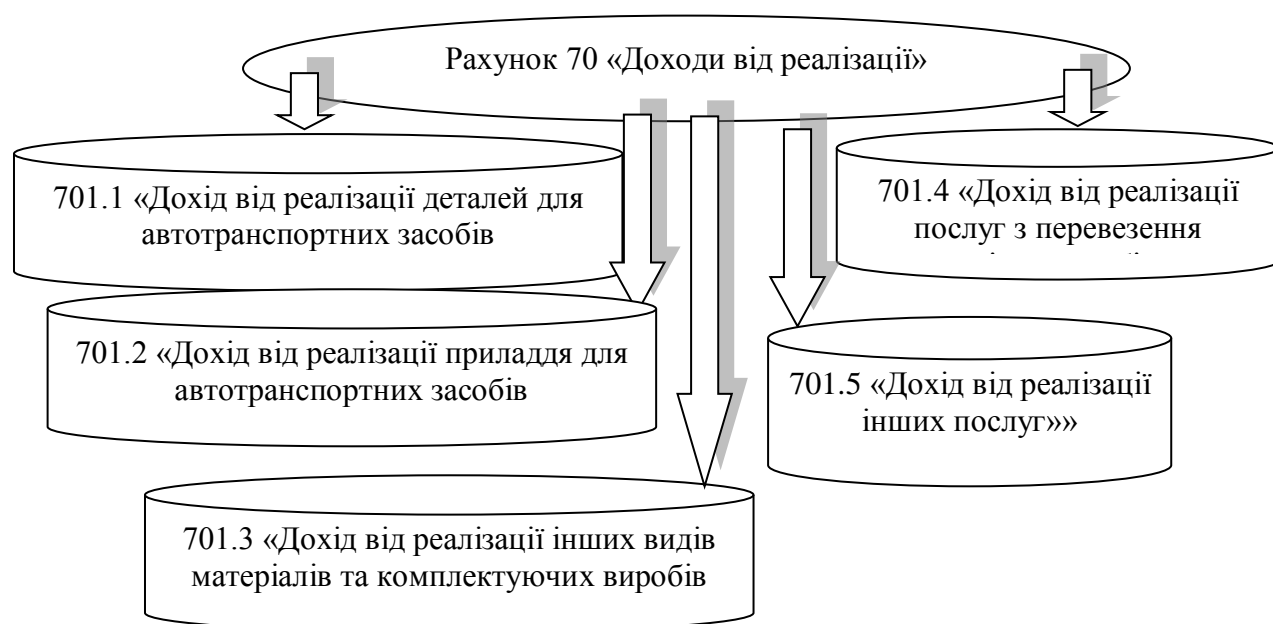 Рахунок 70 «Доходи від реалізації»
701.1 «Дохід від реалізації деталей для
автотранспортних засобів
701.4 «Дохід від реалізації
послуг з перевезення
701.2 «Дохід від реалізації приладдя для
автотранспортних засобів
701.5 «Дохід від реалізації
інших послуг»»
701.3 «Дохід від реалізації інших видів
матеріалів та комплектуючих виробів